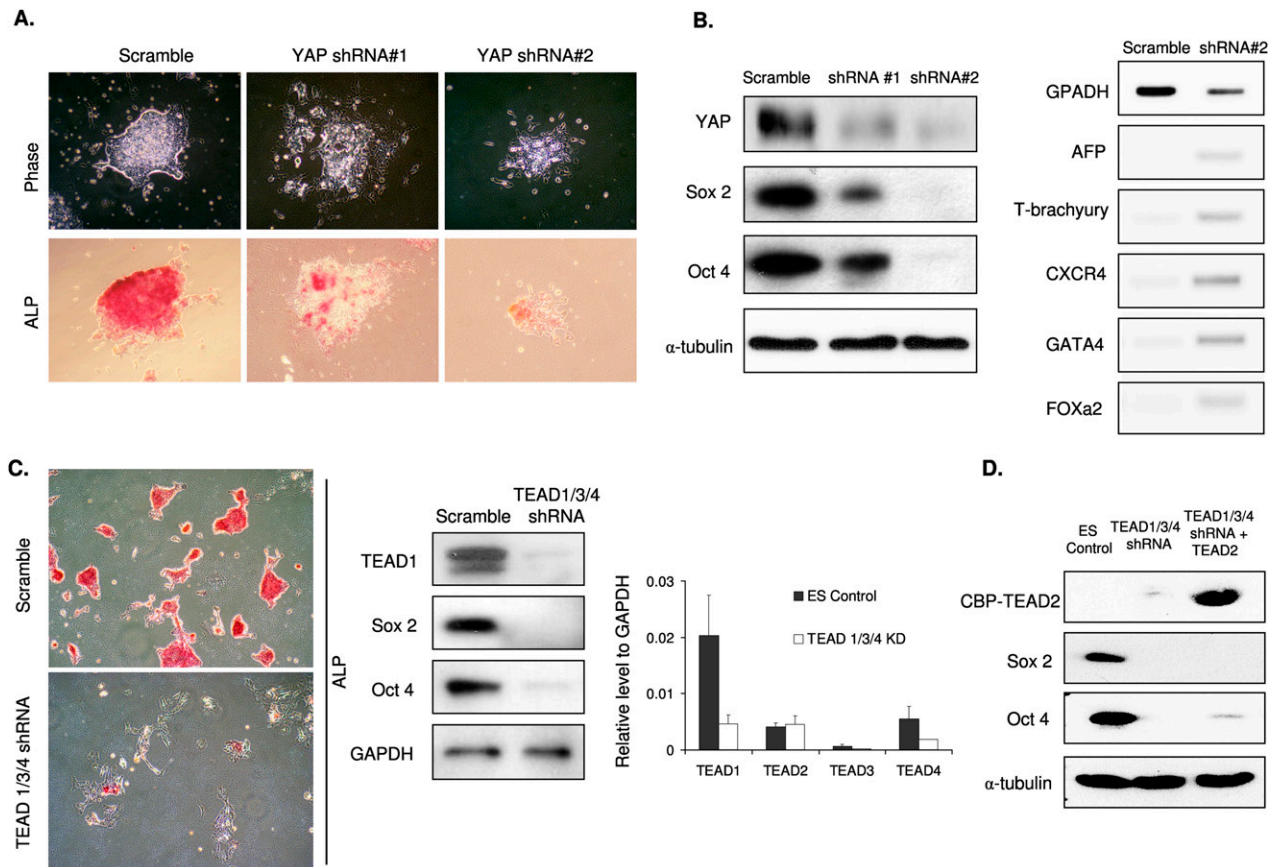 A.
Scramble YAP shRNA#1 YAP shRNA#2
Phase
ALP
B.
Scramble shRNA #1 shRNA#2
YAP
Sox 2
Oct 4
α-tubulin
Scramble shRNA#2
GPADH
AFP
T-brachyury
CXCR4
GATA4
FOXa2
C.
Scramble
TEAD 1/3/4 shRNA
ALP
Scramble TEAD1/3/4
shRNA
TEAD1
Sox 2
Oct 4
GAPDH
Relative level to GAPDH
0.03
0.02
0.01
0
ES Control
TEAD 1/3/4 KD
TEAD1 TEAD2 TEAD3 TEAD4
D.
ES
Control
TEAD1/3/4
shRNA
TEAD1/3/4
shRNA +
TEAD2
CBP-TEAD2
Sox 2
Oct 4
α-tubulin